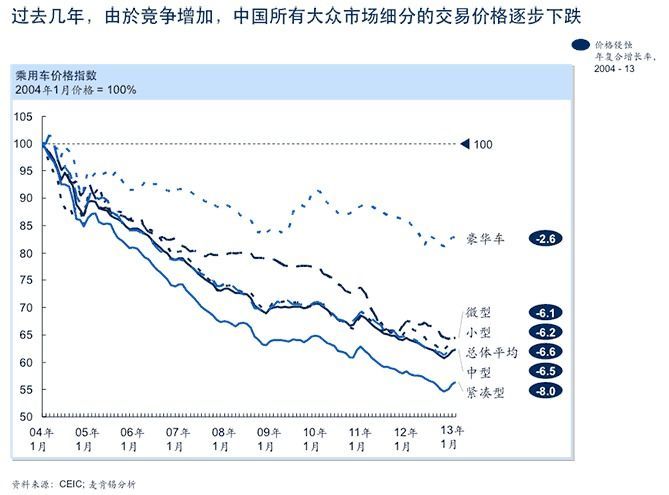 过去几年，由於竞争增加，中国所有大众市场细分的交易价格逐步下跌
价格侵蚀
年复合增长率，
2004 - 13
乘用车价格指数
2004年1月价格 = 100%
105
100
95
90
85
80
75
70
65
60
55
50
100
豪华车 -2.6
微型 -6.1
小型 -6.2
总体平均 -6.6
中型 -6.5
紧凑型 -8.0
04年 05年 06年 07年 08年 09年 10年 11年 12年 13年
1月 1月 1月 1月 1月 1月 1月 1月 1月 1月
资料来源：CEIC; 麦肯锡分析